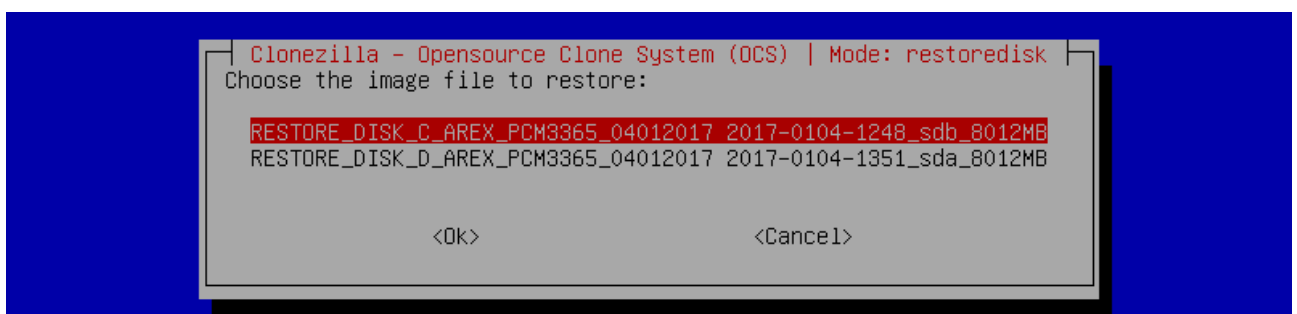 Clonezilla - Opensource Clone System (OCS) | Mode: restoredisk
Choose the image file to restore:
RESTORE_DISK_C_AREX_PCM3365_04012017 2017-0104-1248_sdb_8012MB
RESTORE_DISK_D_AREX_PCM3365_04012017 2017-0104-1351_sda_8012MB
<Ok> <Cancel>